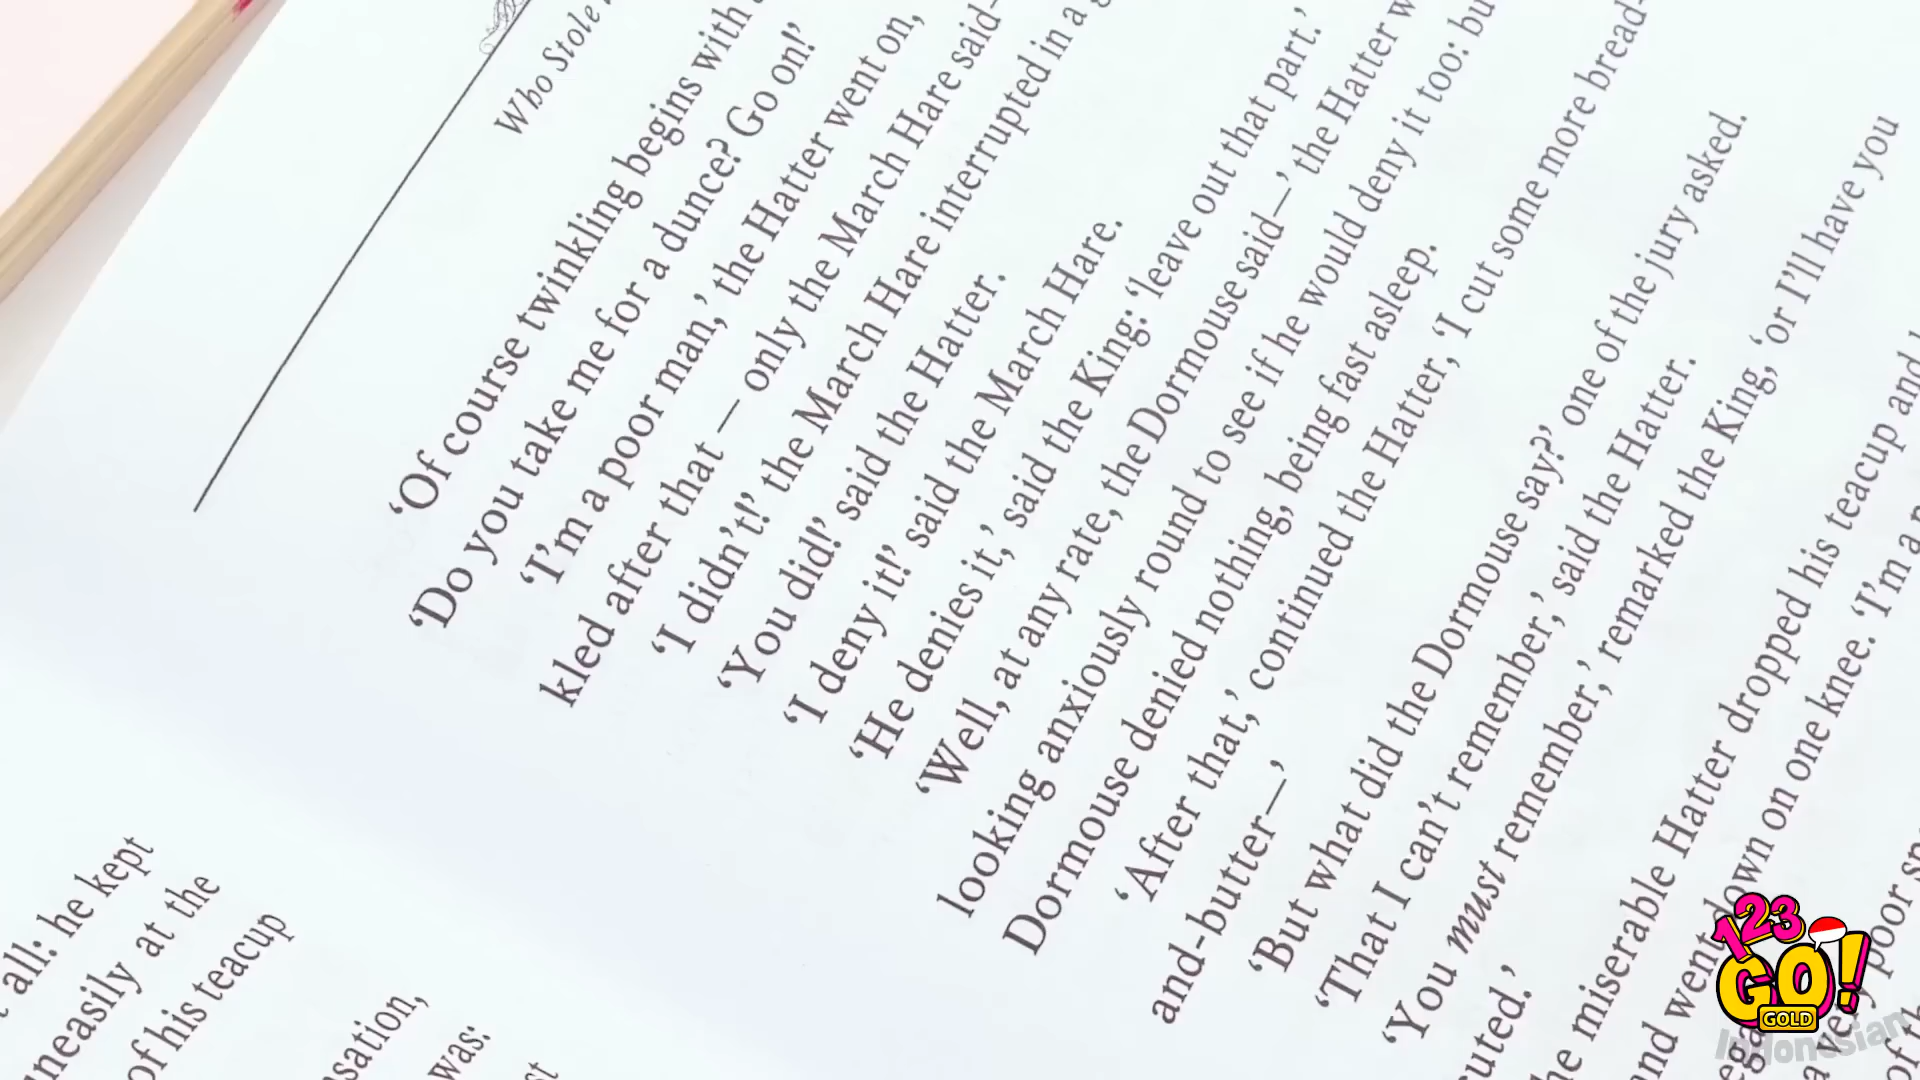 all: he kept
uneasily at the
of his teacup
was:
Who Stole
‘Of course twinkling begins with
‘Do you take me for a dunce? Go on!’
‘I’m a poor man,’ the Hatter went on,
kled after that — only the March Hare said—
‘I didn’t!’ the March Hare interrupted in a
‘You did!’ said the Hatter.
‘I deny it!’ said the March Hare.
‘He denies it,’ said the King: ‘leave out that part.’
‘Well, at any rate, the Dormouse said—’ the Hatter
looking anxiously round to see if he would deny it too:
Dormouse denied nothing, being fast asleep.
‘After that,’ continued the Hatter, ‘I cut some more bread-
and-butter—’
‘But what did the Dormouse say?’ one of the jury asked.
‘That I can’t remember,’ said the Hatter.
‘You must remember,’ remarked the King, ‘or I’ll have you
miserable Hatter dropped his teacup and
and went down on one knee. ‘I’m a
a very poor
123
GO!
GOLD
Indonesian